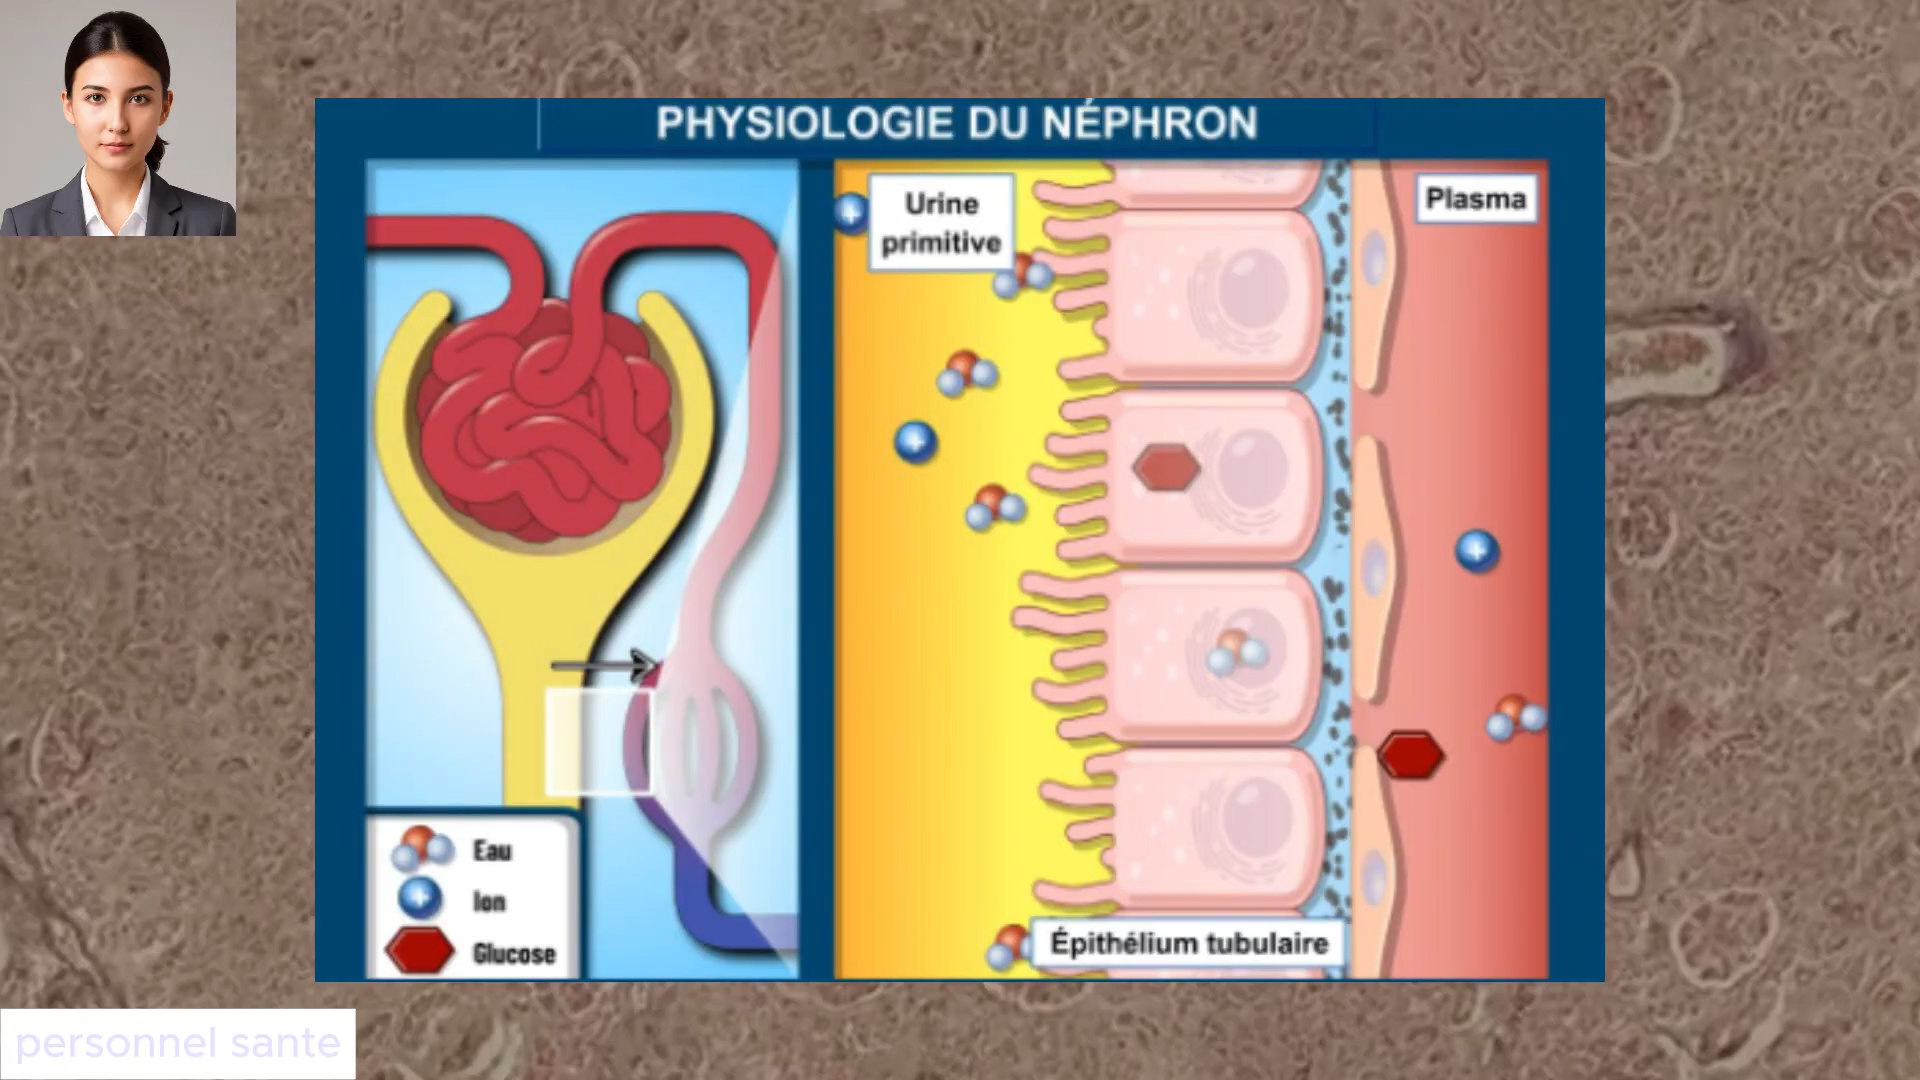 PHYSIOLOGIE DU NÉPHRON
Urine
primitive
Plasma
Eau
Ion
Glucose
Épithélium tubulaire
personnel sante